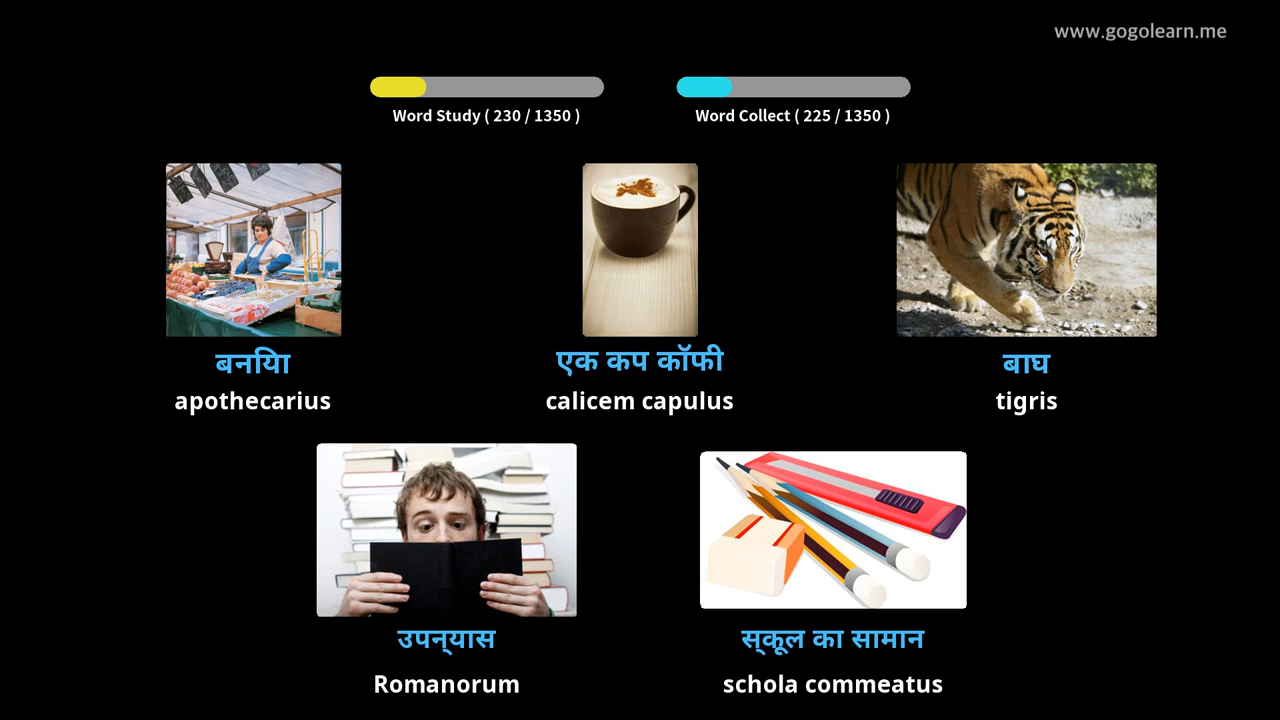 www.gogolearn.me
Word Study ( 230 / 1350 )
Word Collect ( 225 / 1350 )
बनिया
apothecarius
एक कप कॉफी
calicem capulus
बाघ
tigris
उपन्यास
Romanorum
स्कूल का सामान
schola commeatus